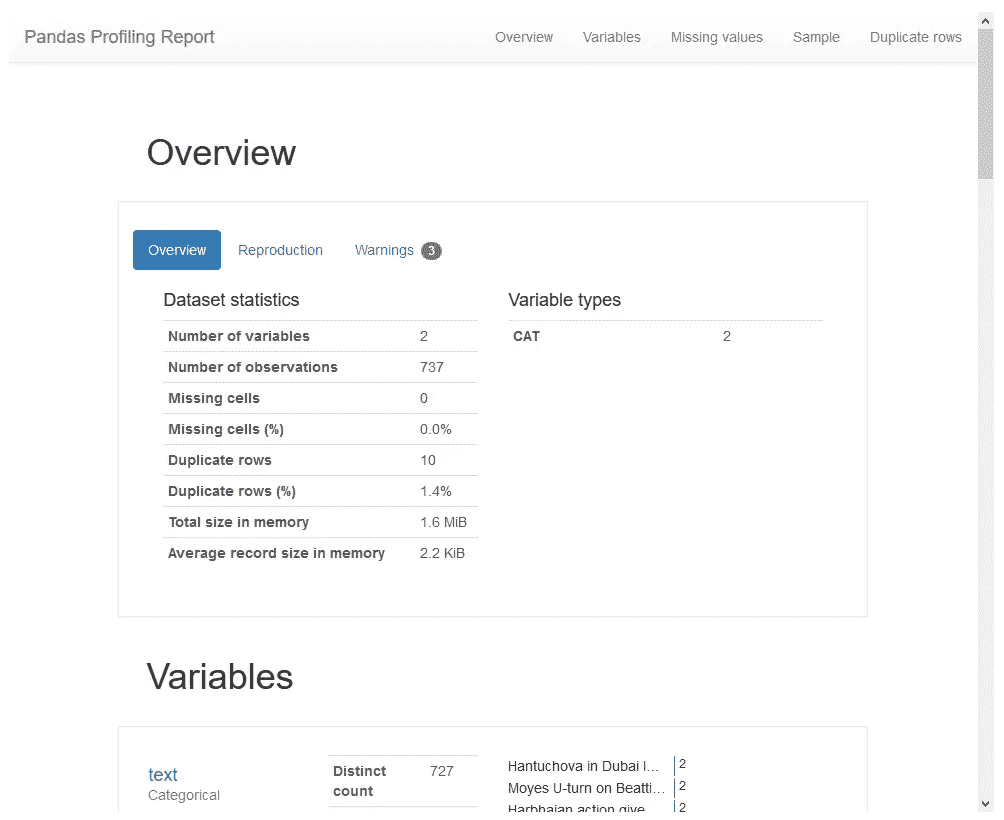 Pandas Profiling Report
Overview Variables Missing values Sample Duplicate rows
Overview
Overview Reproduction Warnings 3
Dataset statistics
Number of variables 2
Number of observations 737
Missing cells 0
Missing cells (%) 0.0%
Duplicate rows 10
Duplicate rows (%) 1.4%
Total size in memory 1.6 MiB
Average record size in memory 2.2 KiB
Variable types
CAT 2
Variables
text
Categorical
Distinct 727
count
Hantuchova in Dubai l... 2
Moyes U-turn on Beatti... 2
Harbhajan action give... 2